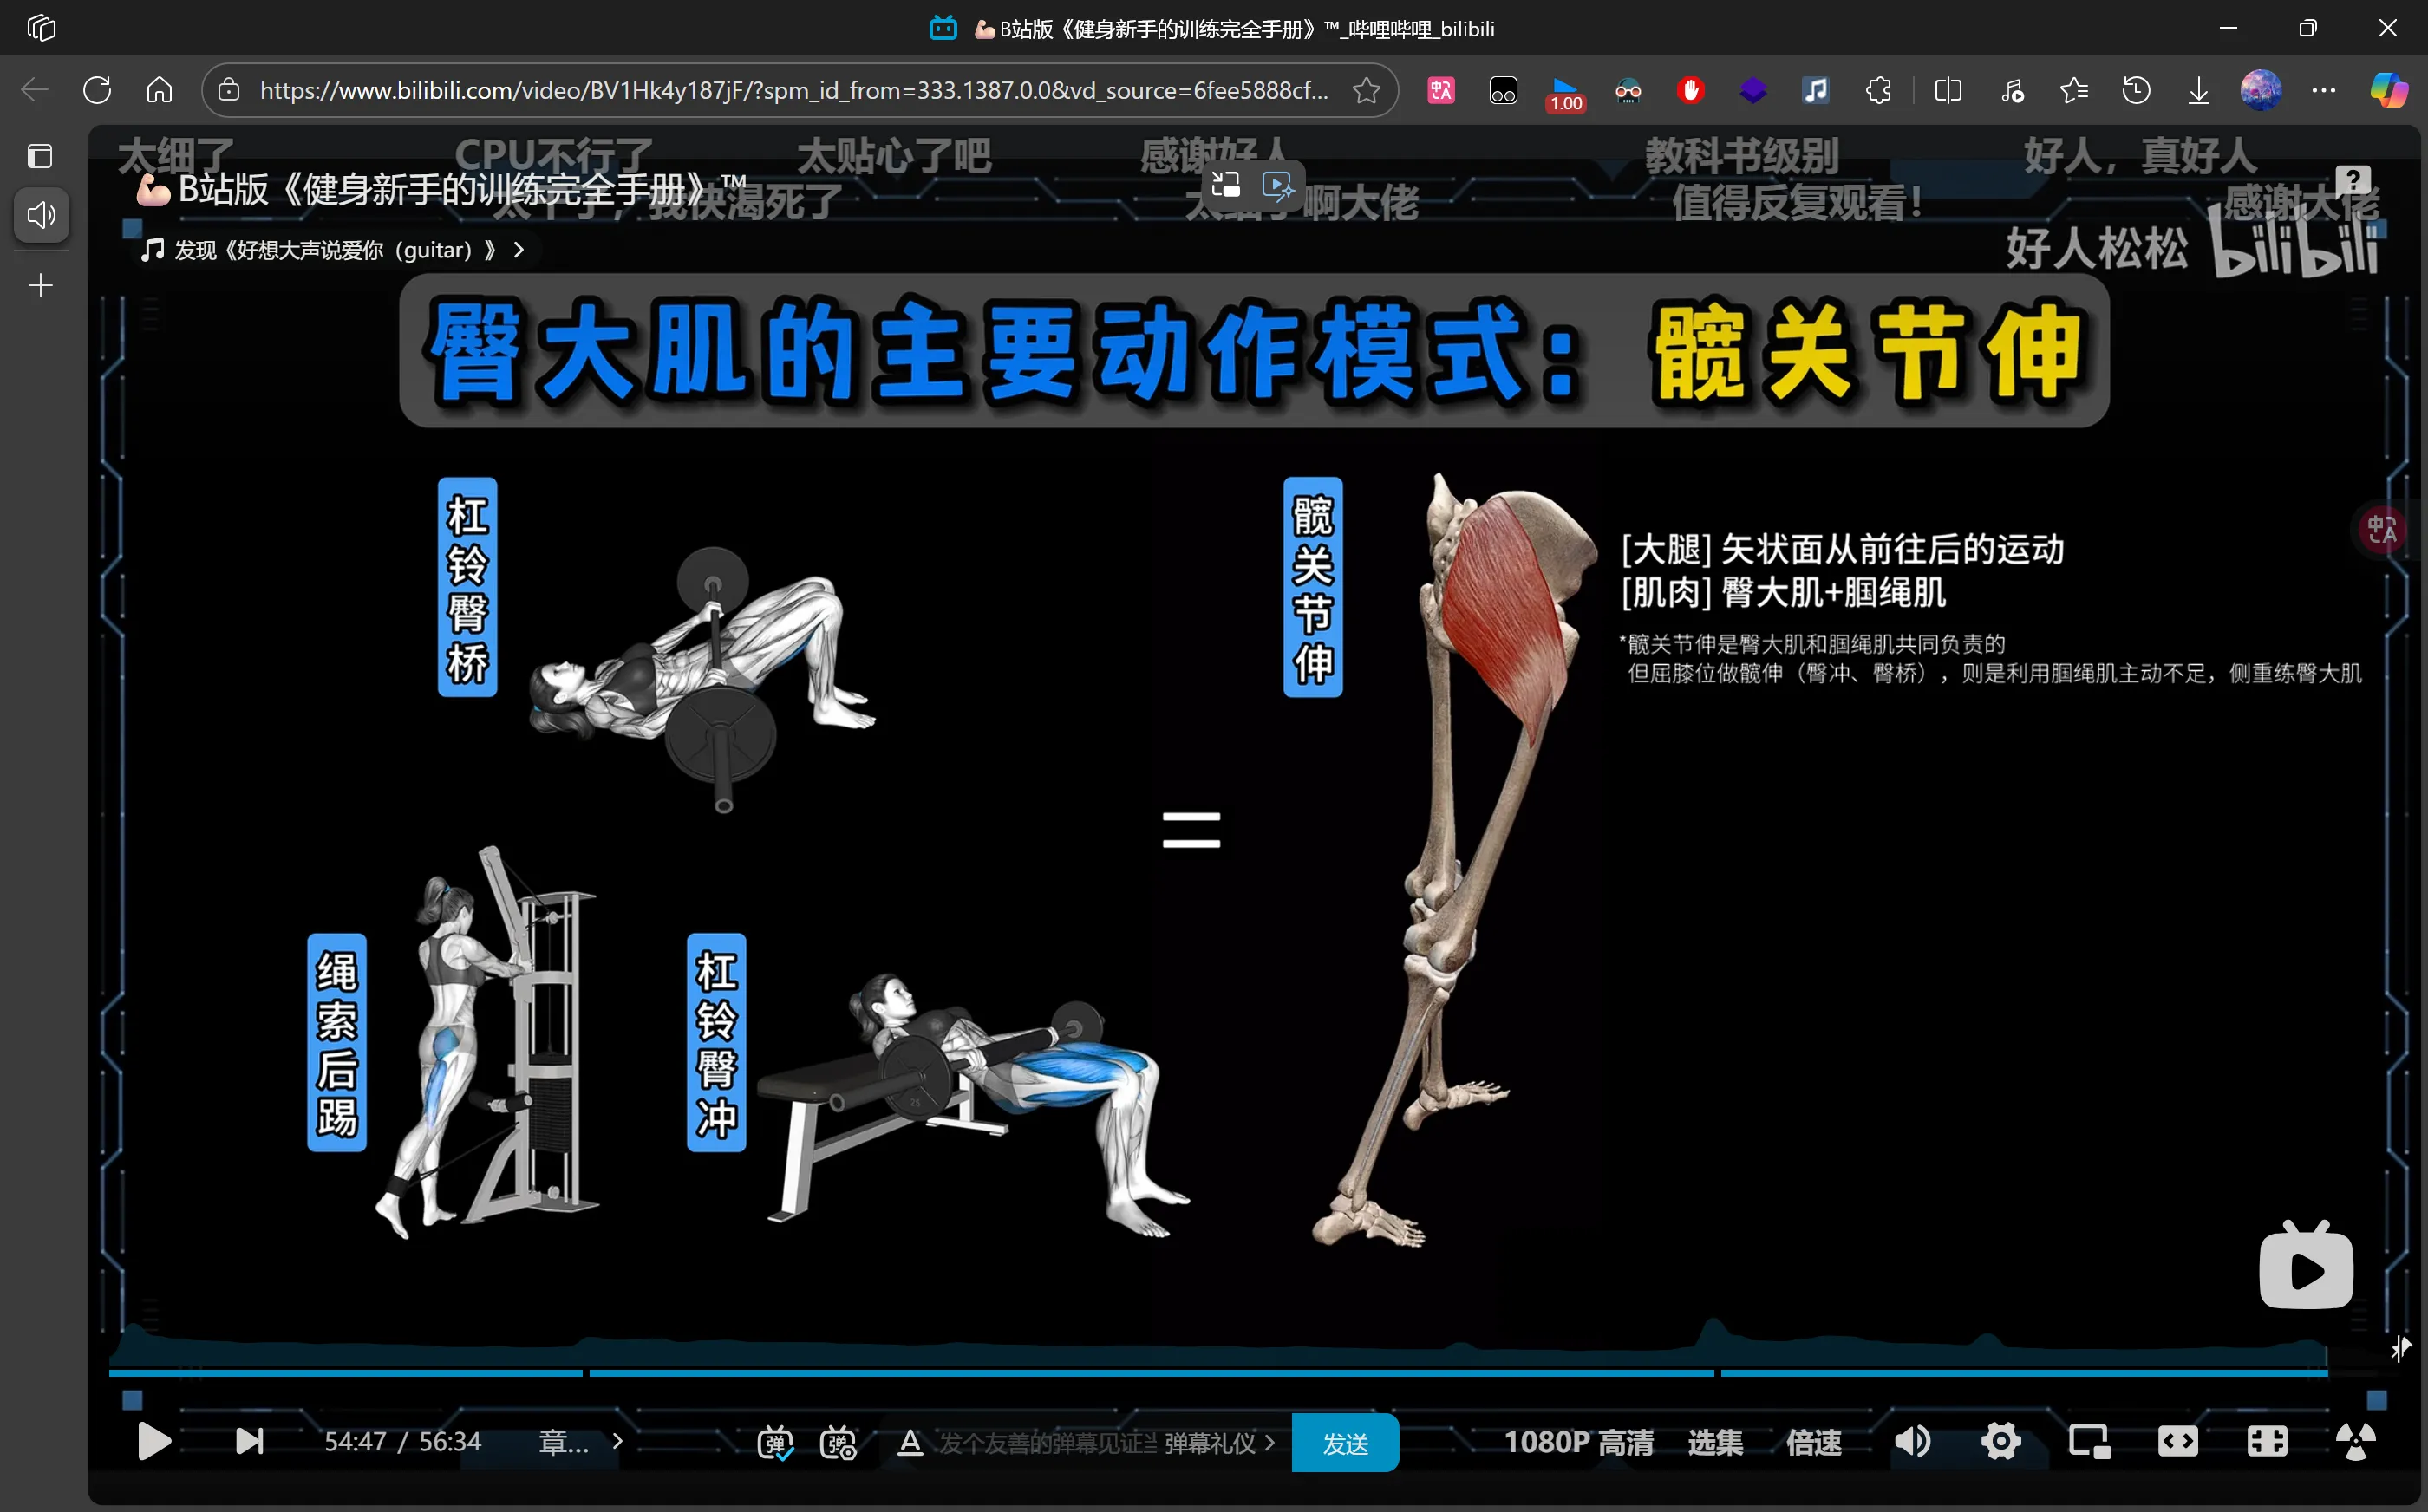 💪🏻B站版《健身新手的训练完全手册》™_哔哩哔哩_bilibili
https://www.bilibili.com/video/BV1Hk4y187jF/?spm_id_from=333.1387.0.0&vd_source=6fee5888cf...
1.00
太细了
CPU不行了
太贴心了吧
感谢好人
教科书级别
好人，真好人
💪🏻B站版《健身新手的训练完全手册》™
我快渴死了
啊大佬
值得反复观看！
感谢大佬
发现《好想大声说爱你（guitar）》 >
好人松松 bilibili
臀大肌的主要动作模式：髋关节伸
杠铃臀桥
髋关节伸
[大腿] 矢状面从前往后的运动
[肌肉] 臀大肌+腘绳肌
*髋关节伸是臀大肌和腘绳肌共同负责的
但屈膝位做髋伸（臀冲、臀桥），则是利用腘绳肌主动不足，侧重练臀大肌
=
绳索后踢
杠铃臀冲
25
54:47 / 56:34
章... >
弹
弹
A
发个友善的弹幕见证当
弹幕礼仪 >
发送
1080P 高清
选集
倍速